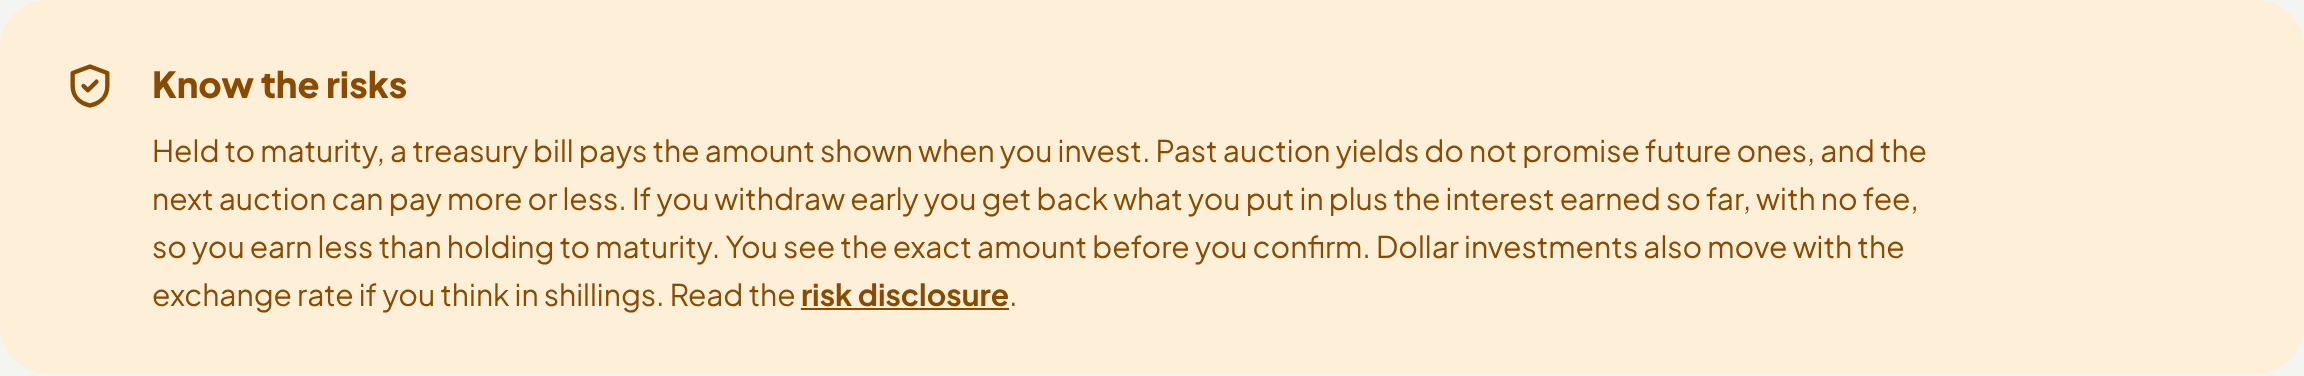 Know the risks
Held to maturity, a treasury bill pays the amount shown when you invest. Past auction yields do not promise future ones, and the
next auction can pay more or less. If you withdraw early you get back what you put in plus the interest earned so far, with no fee,
so you earn less than holding to maturity. You see the exact amount before you confirm. Dollar investments also move with the
exchange rate if you think in shillings. Read the risk disclosure.